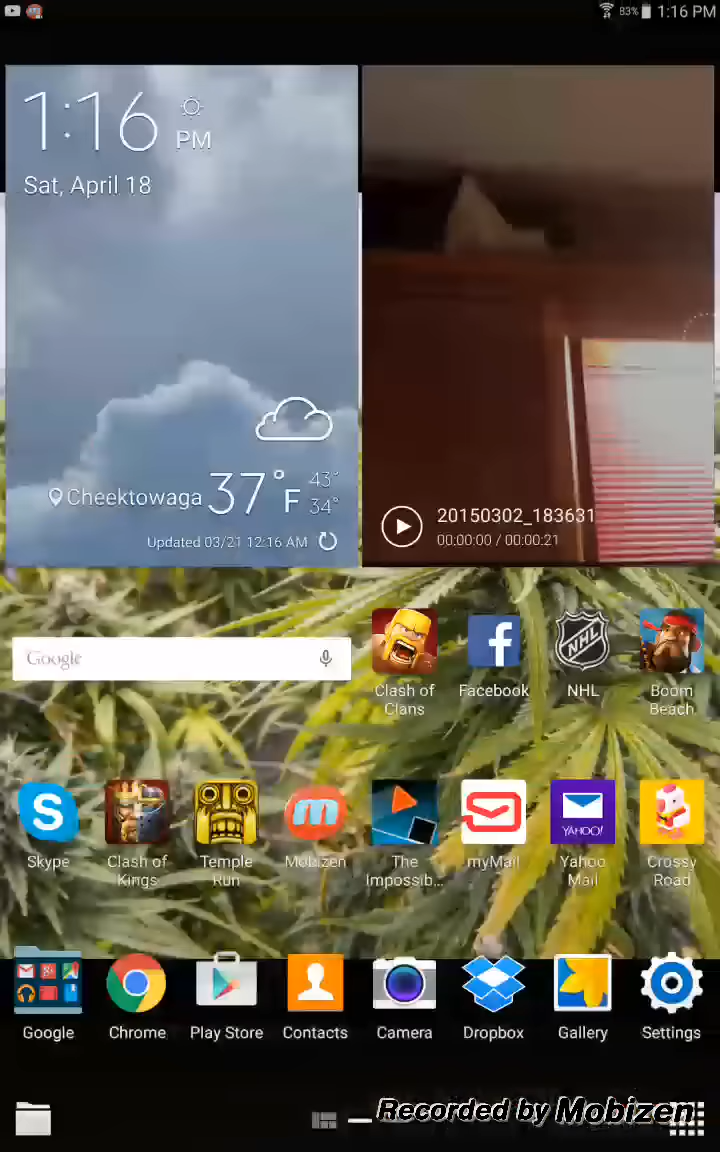 83% 1:16 PM
1:16 PM
Sat, April 18
Cheektowaga 37°F 43° 34°
Updated 03/21 12:16 AM
20150302_183631
00:00:00 / 00:00:21
Google
Clash of Clans
Facebook
NHL
NHL
Boom Beach
S
m
YAHOO!
Skype
Clash of Kings
Temple Run
Mobizen
The Impossib...
myMail
Yahoo Mail
Crossy Road
Google
Chrome
Play Store
Contacts
Camera
Dropbox
Gallery
Settings
Recorded by Mobizen